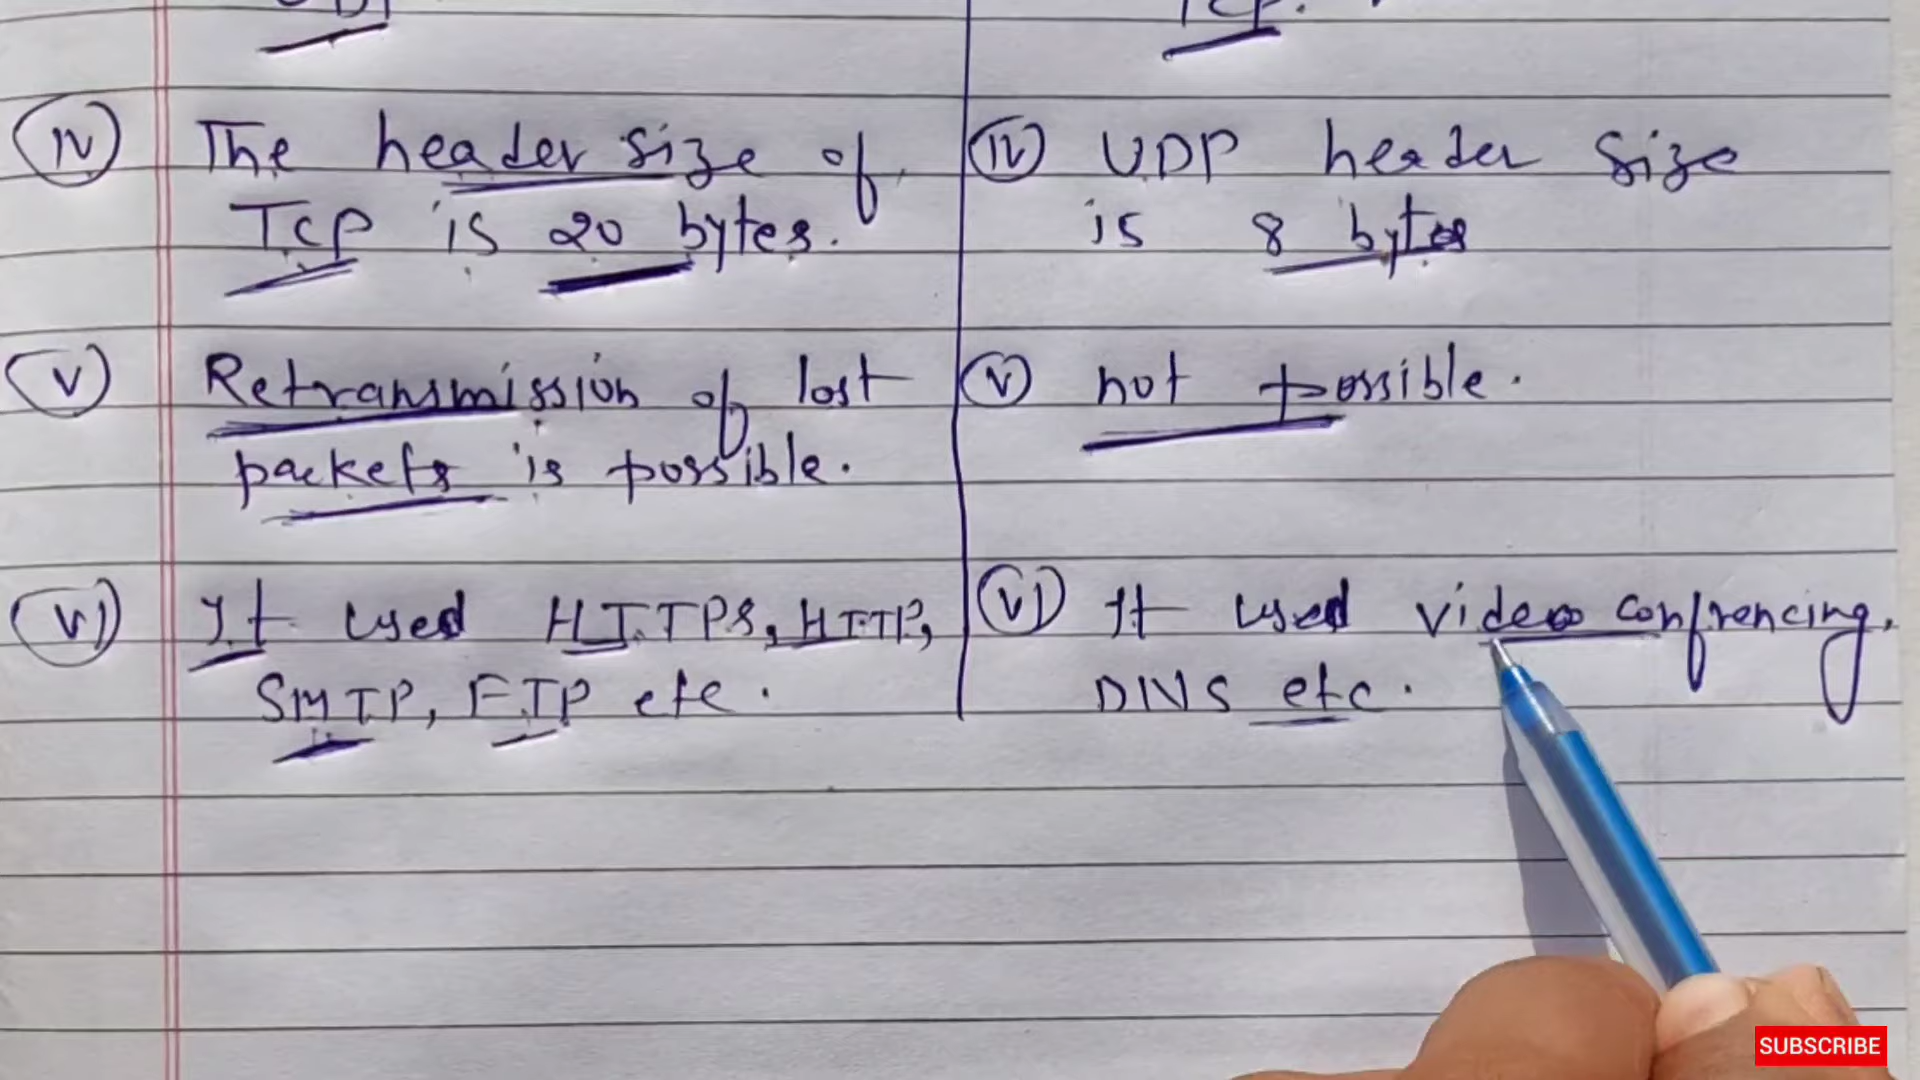 UDP
TCP.
IV The header size of
TCP is 20 bytes.
IV UDP header size
is 8 bytes
V Retransmission of lost
packets is possible.
V not possible.
VI It used HTTPS, HTTP,
SMTP, FTP etc.
VI It used video confrencing,
DNS etc.
SUBSCRIBE